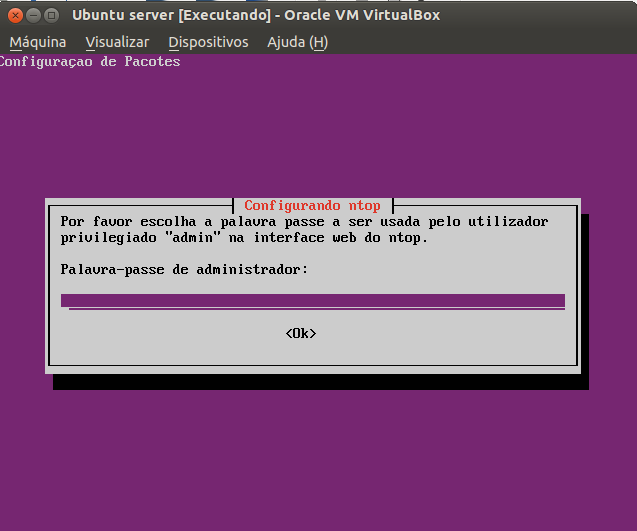 Ubuntu server [Executando] - Oracle VM VirtualBox
Máquina Visualizar Dispositivos Ajuda (H)
Configuraçao de Pacotes
Configurando ntop
Por favor escolha a palavra passe a ser usada pelo utilizador
privilegiado "admin" na interface web do ntop.
Palavra-passe de administrador:
<Ok>